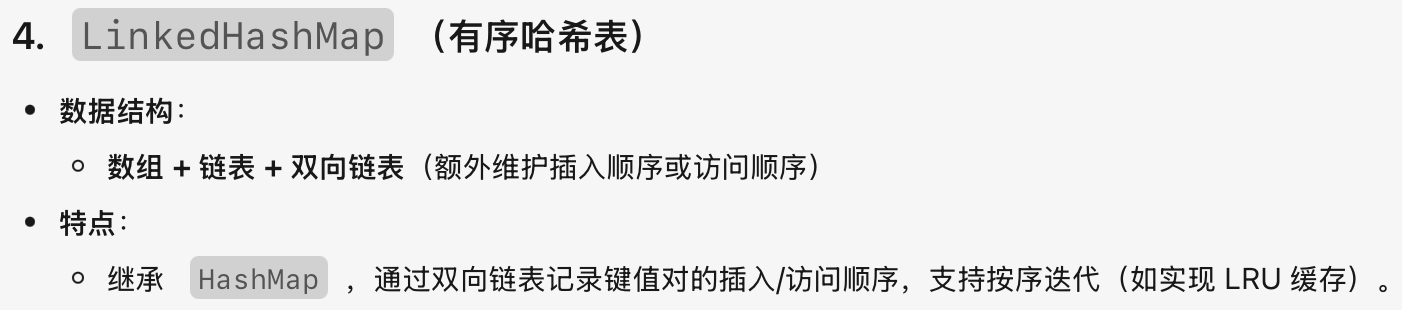 4. LinkedHashMap （有序哈希表）
• 数据结构：
◦ 数组 + 链表 + 双向链表（额外维护插入顺序或访问顺序）
• 特点：
◦ 继承 HashMap ，通过双向链表记录键值对的插入/访问顺序，支持按序迭代（如实现 LRU 缓存）。